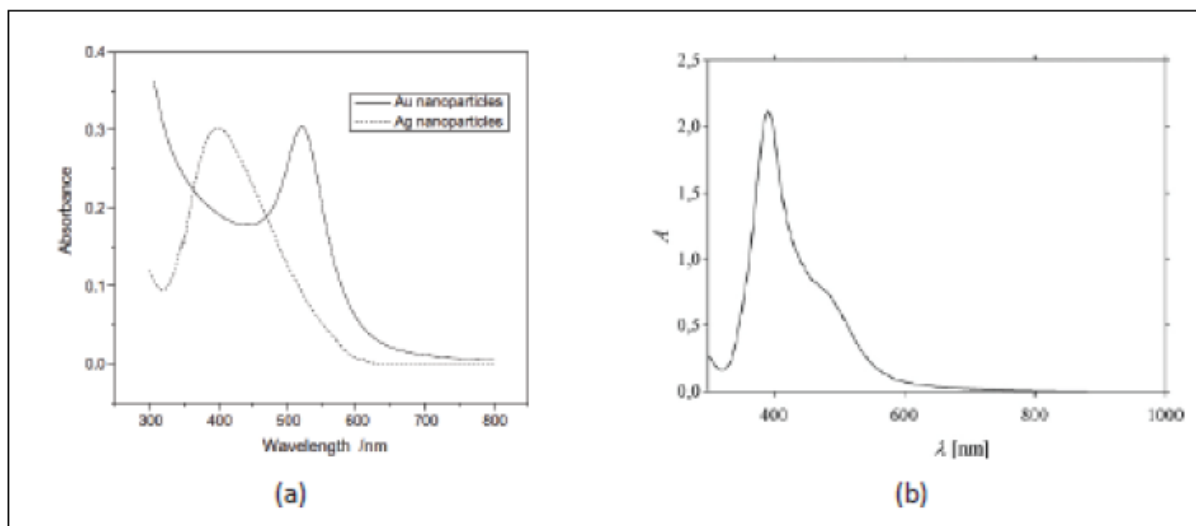 0.4
Au nanoparticles
Ag nanoparticles
0.3
0.2
0.1
0.0
Absorbance
300 400 500 600 700 800
Wavelength /nm
(a)
2,5
2,0
1,5
1,0
0,5
0,0
A
400 600 800 1000
λ [nm]
(b)